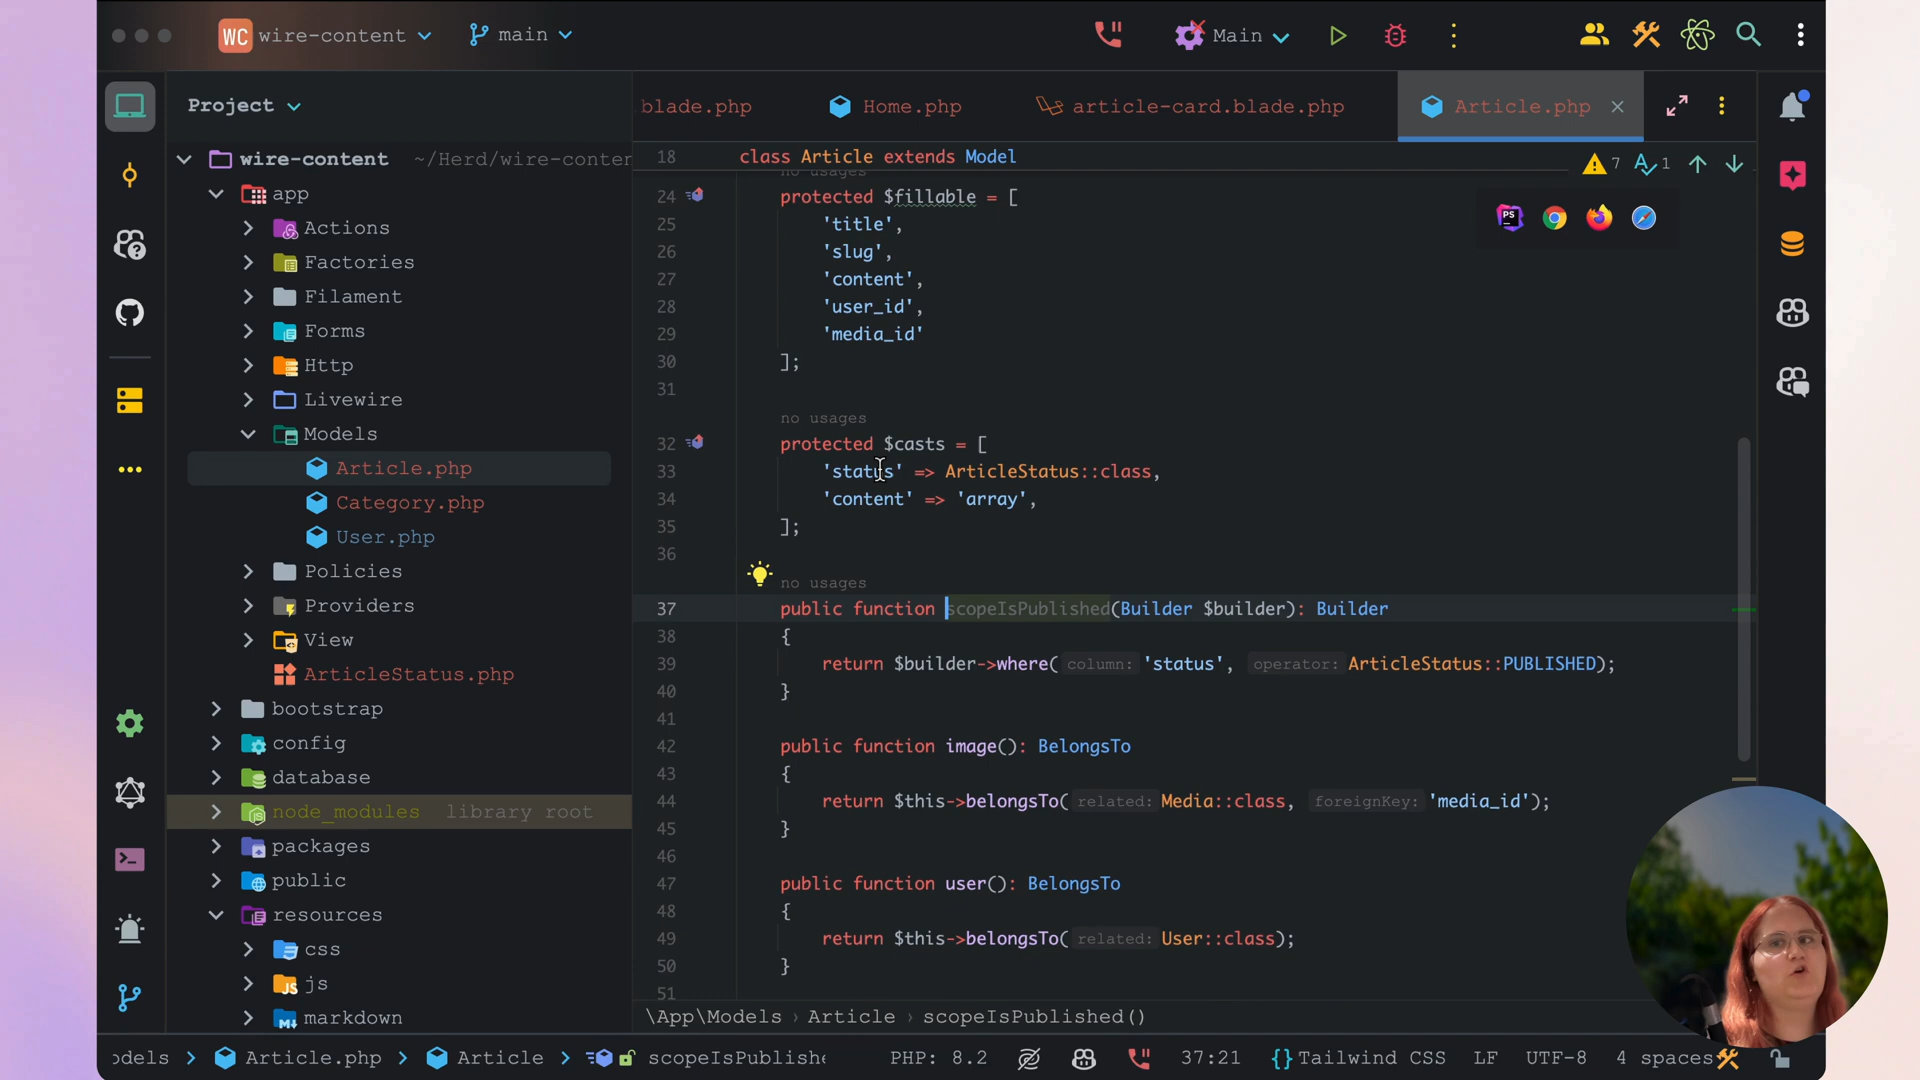 WC wire-content
main
Main
Project
blade.php
Home.php
article-card.blade.php
Article.php
wire-content ~/Herd/wire-conter
app
Actions
Factories
Filament
Forms
Http
Livewire
Models
Article.php
Category.php
User.php
Policies
Providers
View
ArticleStatus.php
bootstrap
config
database
node_modules library root
packages
public
resources
css
js
markdown
18 class Article extends Model
7 1
no usages
24 protected $fillable = [
25 'title',
26 'slug',
27 'content',
28 'user_id',
29 'media_id'
30 ];
31
no usages
32 protected $casts = [
33 'status' => ArticleStatus::class,
34 'content' => 'array',
35 ];
36
no usages
37 public function scopeIsPublished(Builder $builder): Builder
38 {
39 return $builder->where( column: 'status', operator: ArticleStatus::PUBLISHED);
40 }
41
42 public function image(): BelongsTo
43 {
44 return $this->belongsTo( related: Media::class, foreignKey: 'media_id');
45 }
46
47 public function user(): BelongsTo
48 {
49 return $this->belongsTo( related: User::class);
50 }
51
\App\Models › Article › scopeIsPublished()
odels › Article.php › Article › scopeIsPublishe
PHP: 8.2 37:21 {} Tailwind CSS LF UTF-8 4 spaces